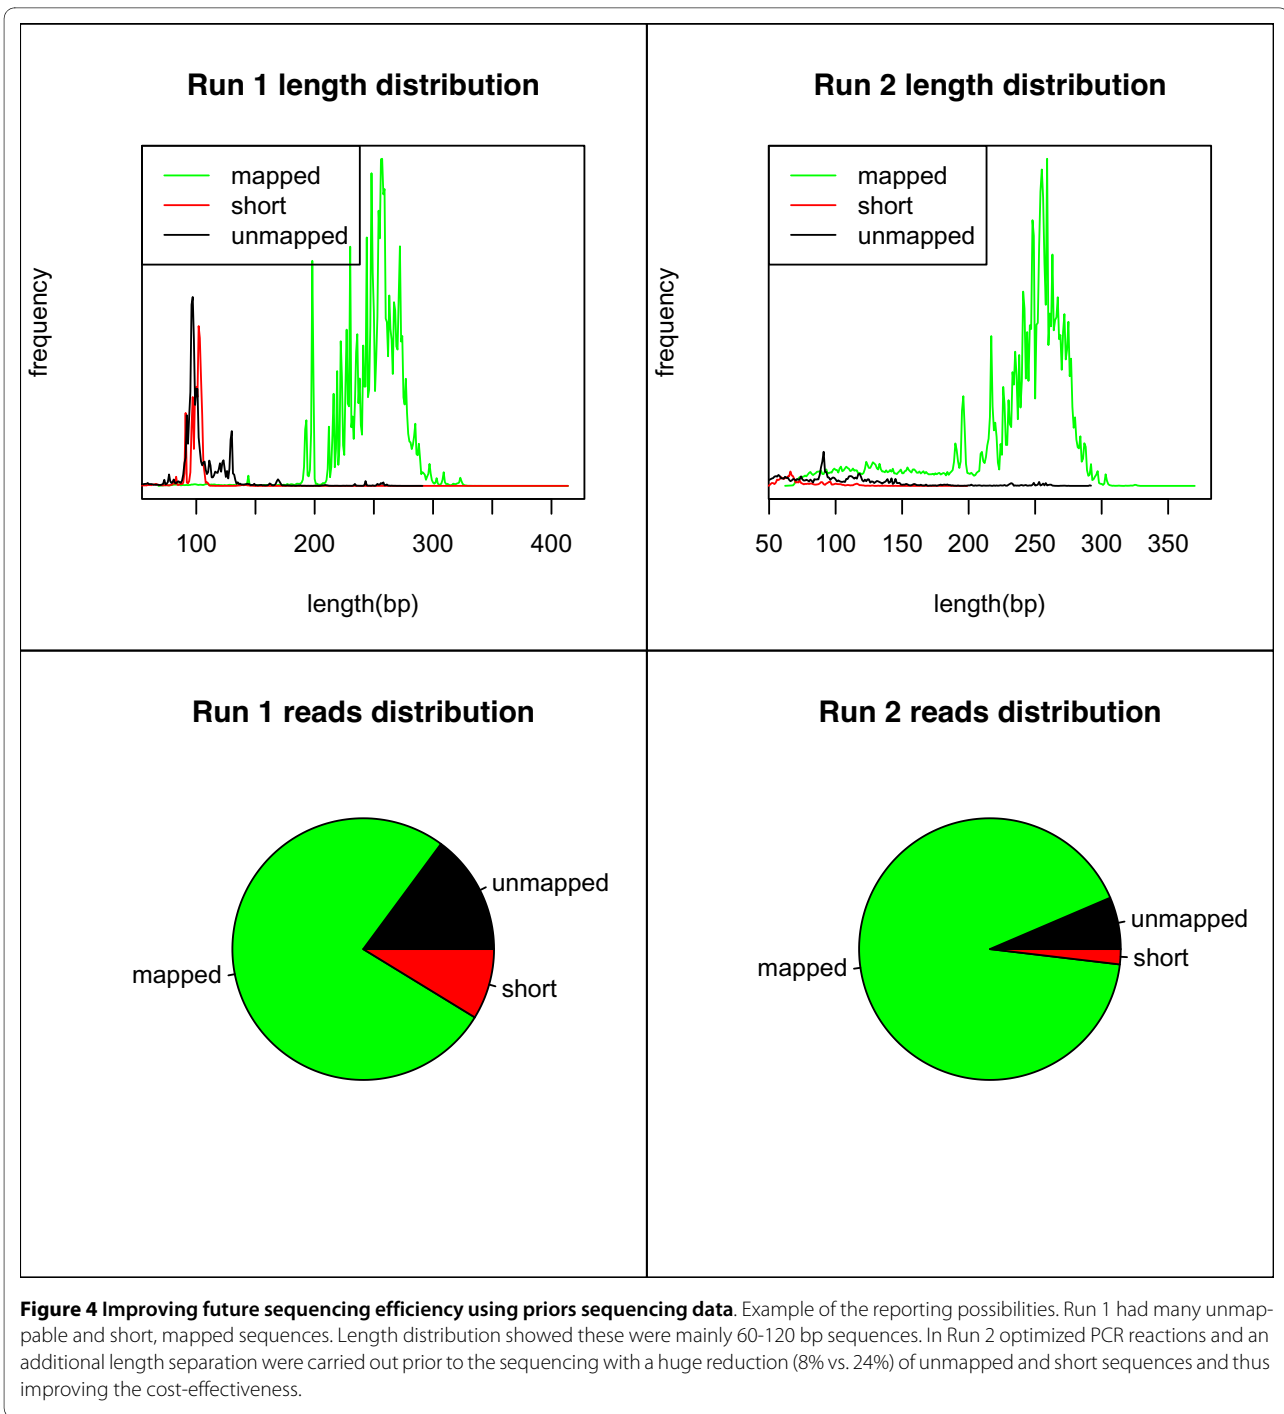 Run 1 length distribution
mapped
short
unmapped
frequency
100 200 300 400
length(bp)
Run 2 length distribution
mapped
short
unmapped
frequency
50 100 150 200 250 300 350
length(bp)
Run 1 reads distribution
unmapped
mapped
short
Run 2 reads distribution
unmapped
short
mapped
Figure 4 Improving future sequencing efficiency using priors sequencing data. Example of the reporting possibilities. Run 1 had many unmap-
pable and short, mapped sequences. Length distribution showed these were mainly 60-120 bp sequences. In Run 2 optimized PCR reactions and an
additional length separation were carried out prior to the sequencing with a huge reduction (8% vs. 24%) of unmapped and short sequences and thus
improving the cost-effectiveness.